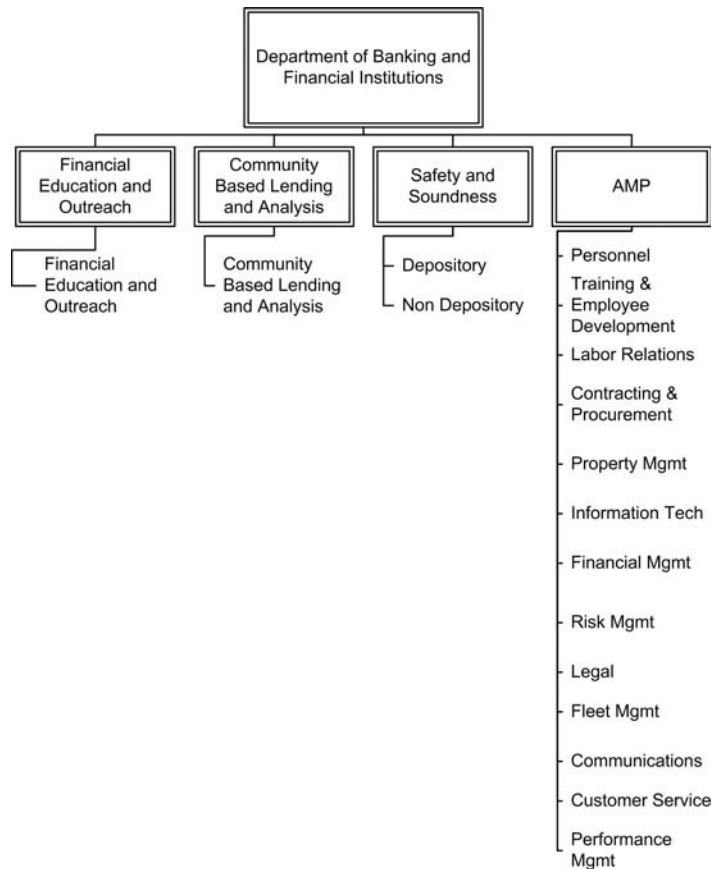 Department of Banking and
Financial Institutions
Financial
Education and
Outreach
Community
Based Lending
and Analysis
Safety and
Soundness
AMP
Financial
Education and
Outreach
Community
Based Lending
and Analysis
Depository
Non Depository
Personnel
Training &
Employee
Development
Labor Relations
Contracting &
Procurement
Property Mgmt
Information Tech
Financial Mgmt
Risk Mgmt
Legal
Fleet Mgmt
Communications
Customer Service
Performance
Mgmt